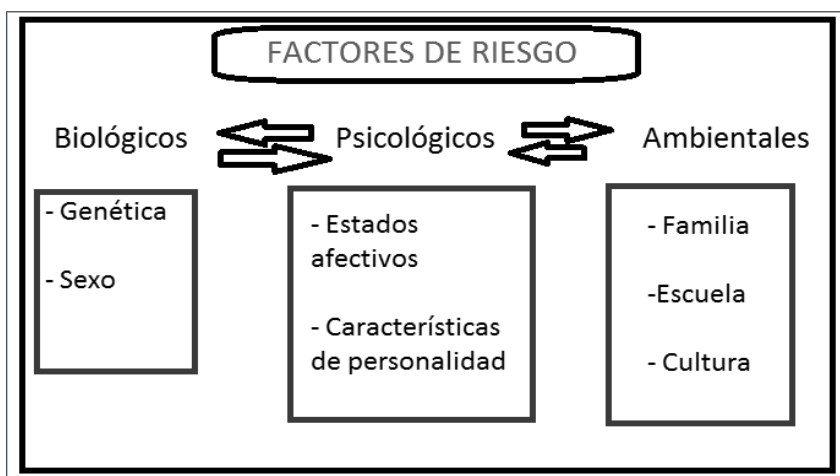 FACTORES DE RIESGO
Biológicos
Psicológicos
Ambientales
- Genética
- Sexo
- Estados
afectivos
- Características
de personalidad
- Familia
-Escuela
- Cultura